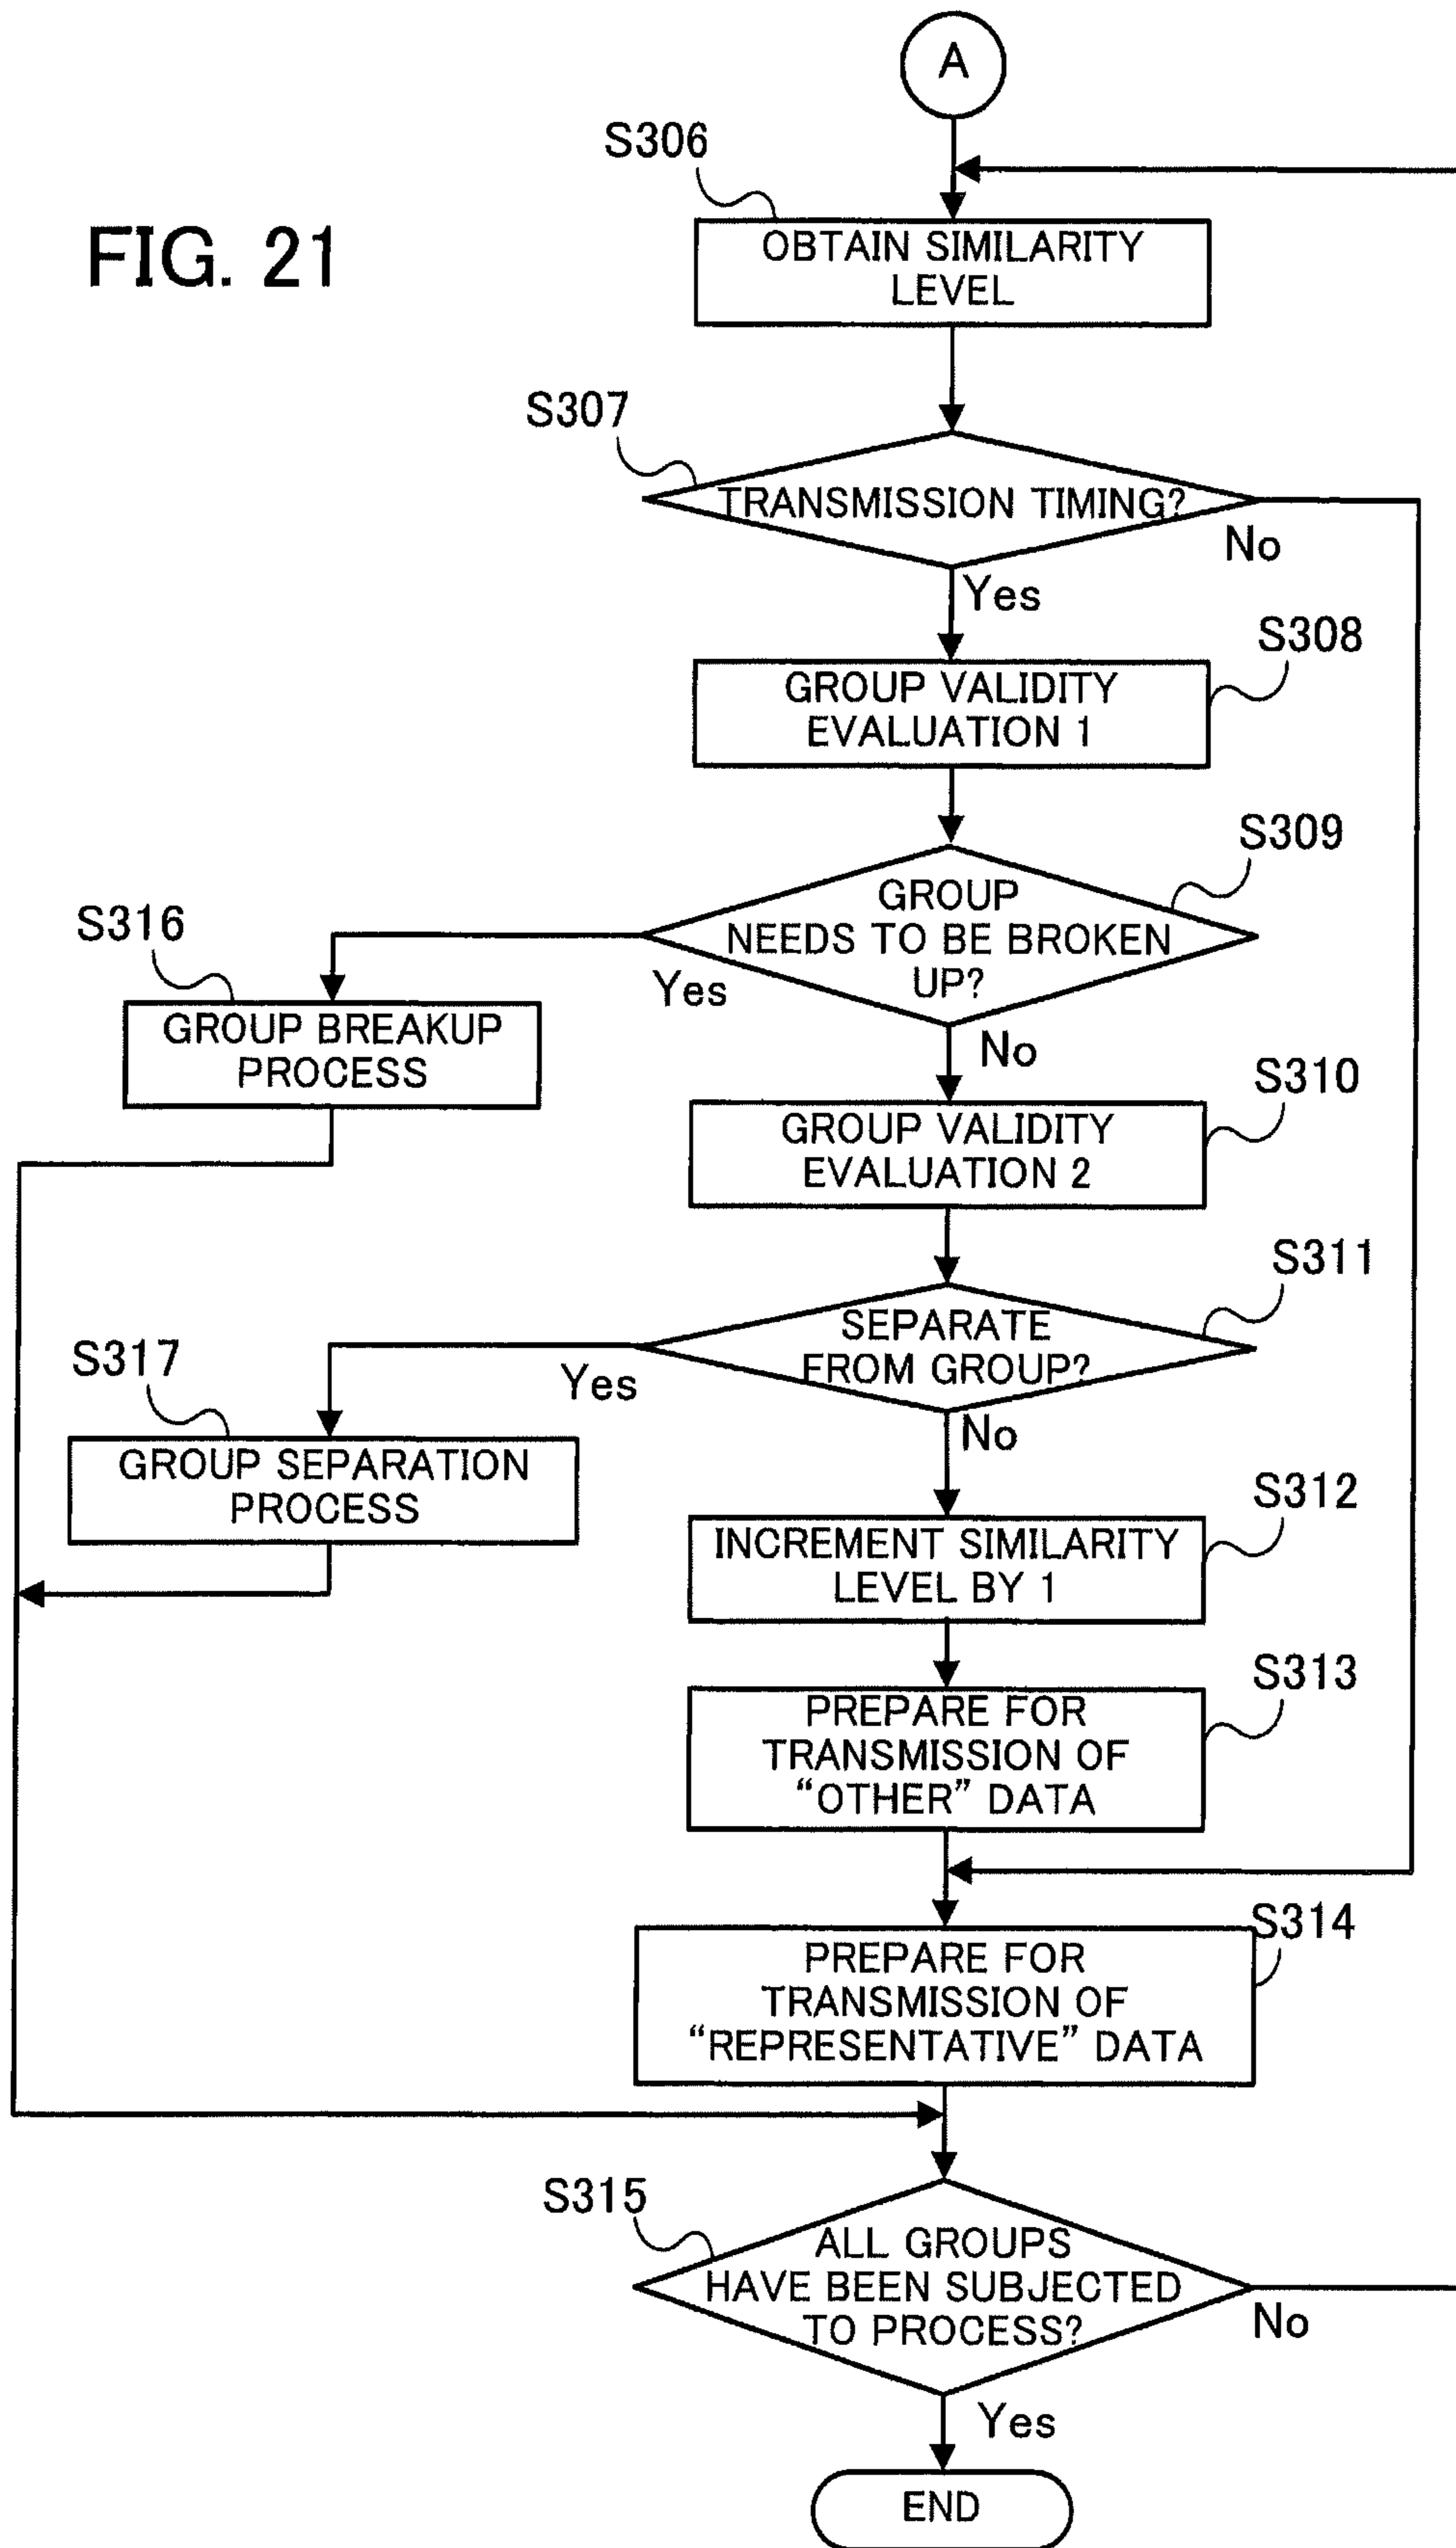 A
S306
FIG. 21
OBTAIN SIMILARITY
LEVEL
S307
TRANSMISSION TIMING?
No
Yes
S308
GROUP VALIDITY
EVALUATION 1
S309
GROUP
NEEDS TO BE BROKEN
UP?
Yes
No
S316
GROUP BREAKUP
PROCESS
S310
GROUP VALIDITY
EVALUATION 2
S311
SEPARATE
FROM GROUP?
Yes
No
S317
GROUP SEPARATION
PROCESS
S312
INCREMENT SIMILARITY
LEVEL BY 1
S313
PREPARE FOR
TRANSMISSION OF
“OTHER” DATA
S314
PREPARE FOR
TRANSMISSION OF
“REPRESENTATIVE” DATA
S315
ALL GROUPS
HAVE BEEN SUBJECTED
TO PROCESS?
No
Yes
END